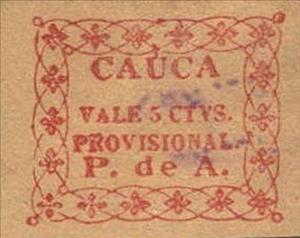 CAUCA
VALE 5 CTVS.
PROVISIONAL.
P. de A.